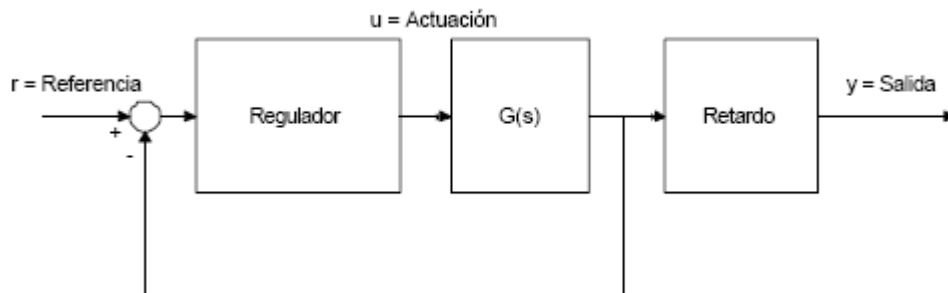 u = Actuación
r = Referencia
y = Salida
Regulador
G(s)
Retardo
+
-